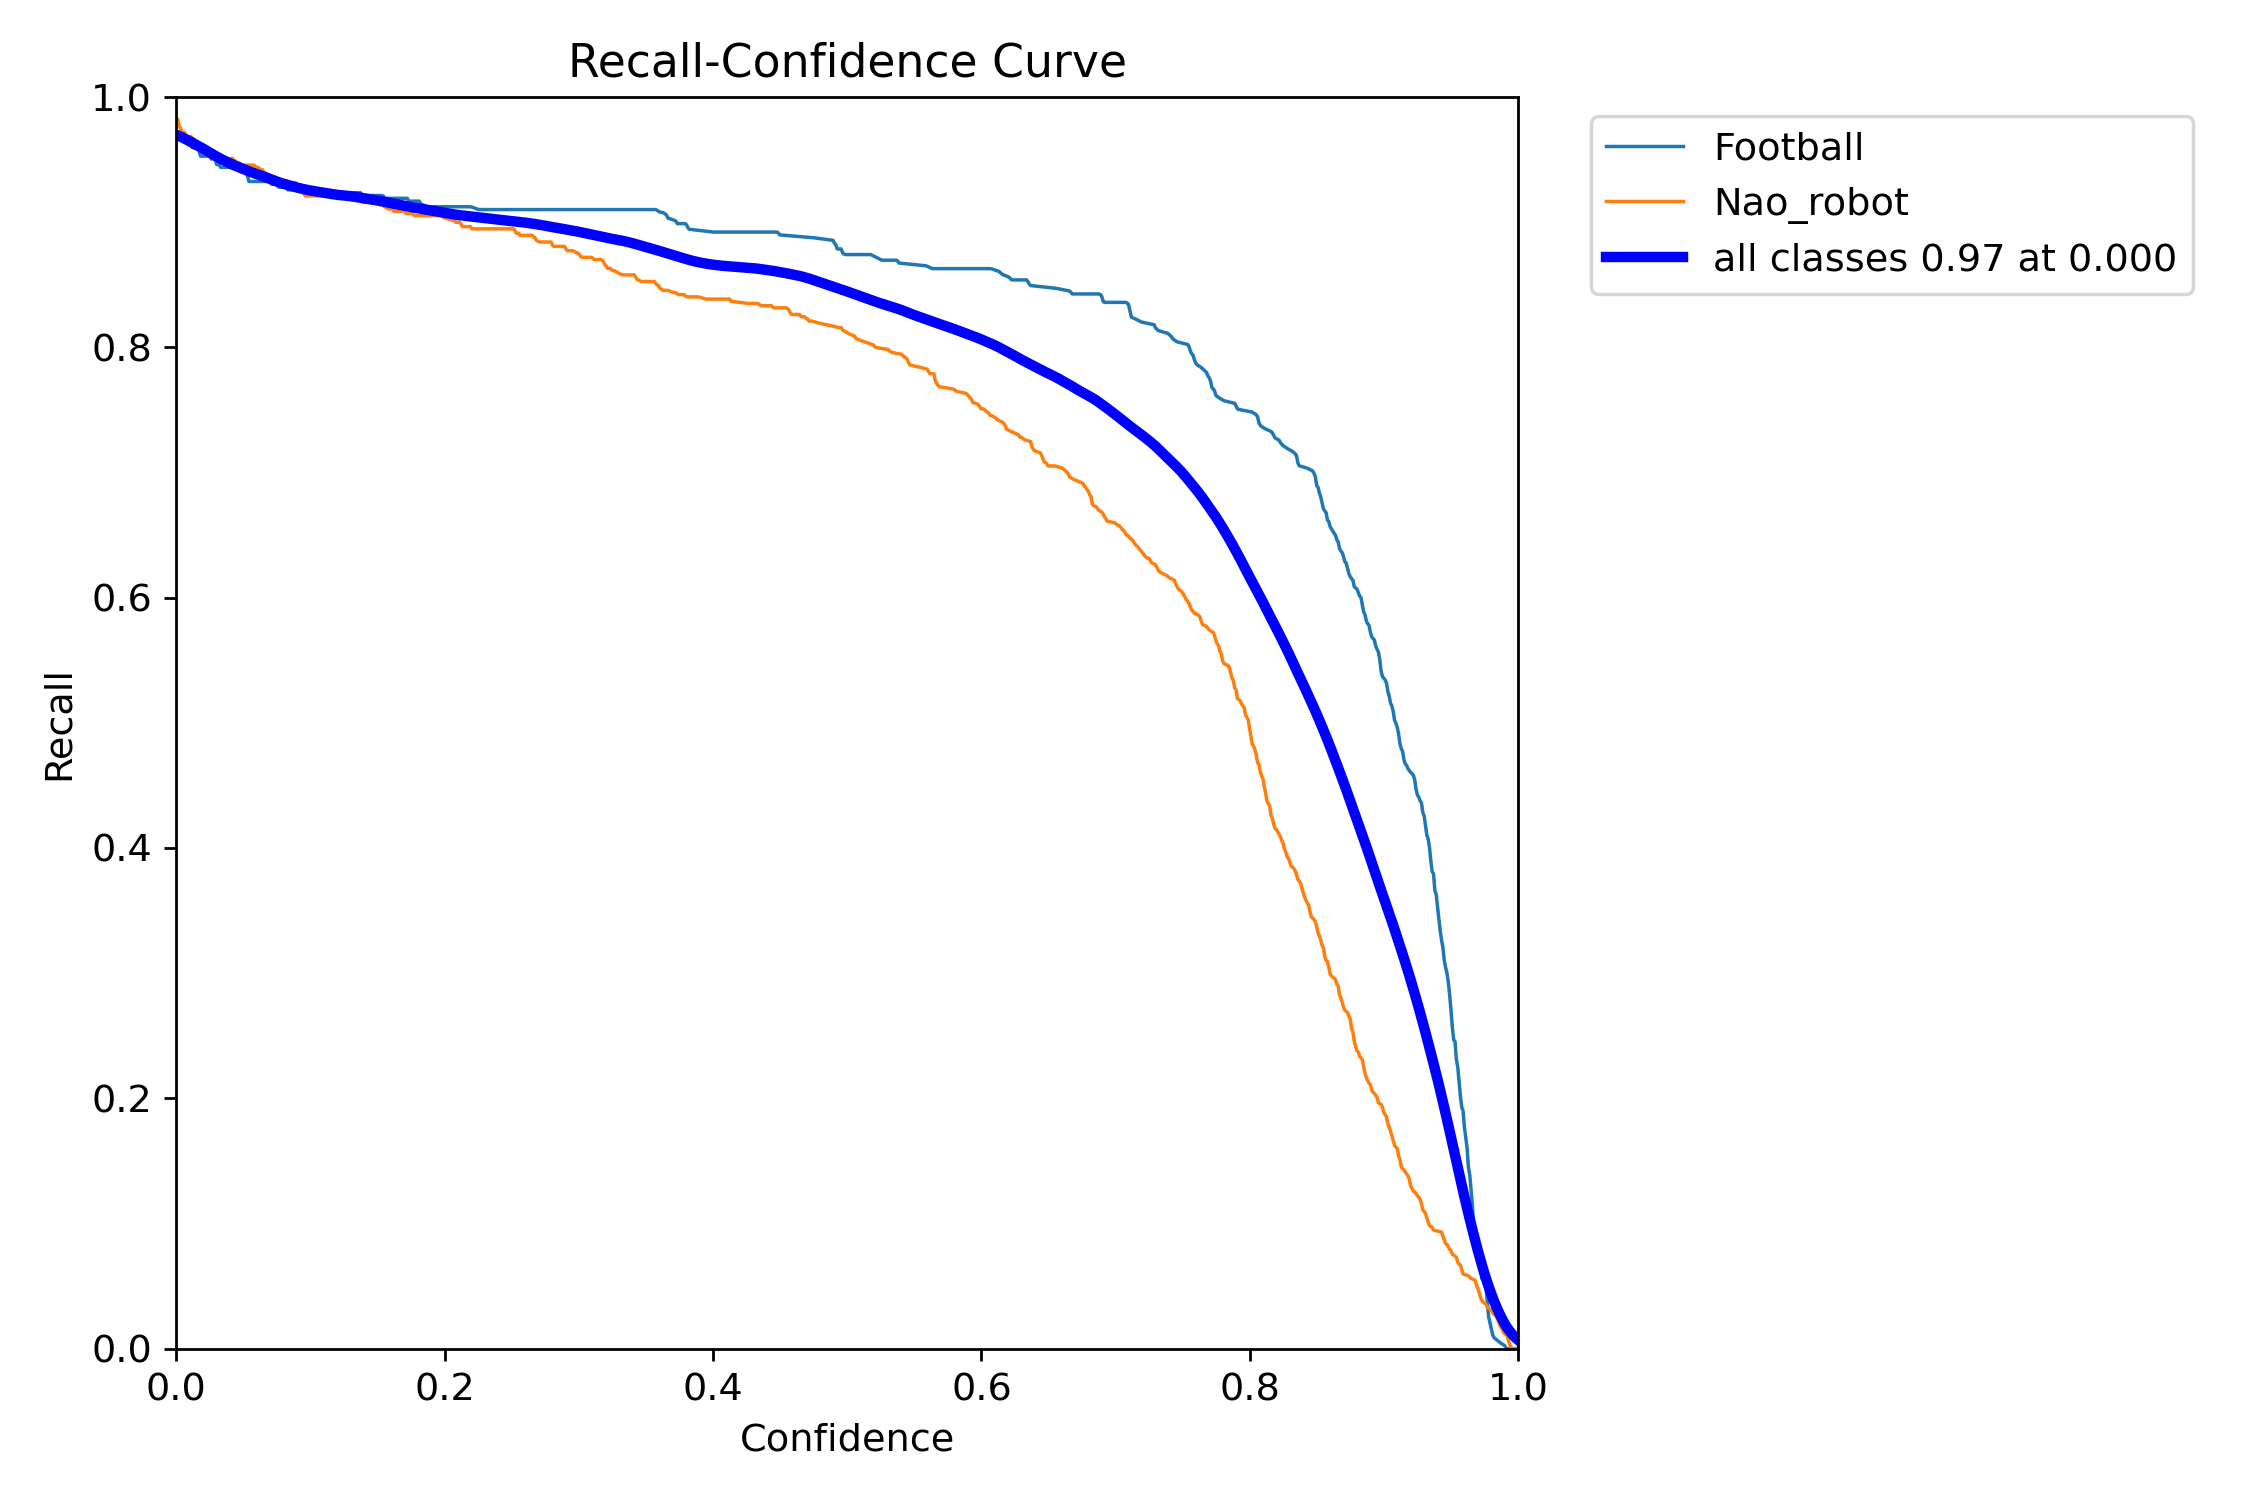 Recall-Confidence Curve
1.0
0.8
0.6
0.4
0.2
0.0
Recall
0.0 0.2 0.4 0.6 0.8 1.0
Confidence
Football
Nao_robot
all classes 0.97 at 0.000